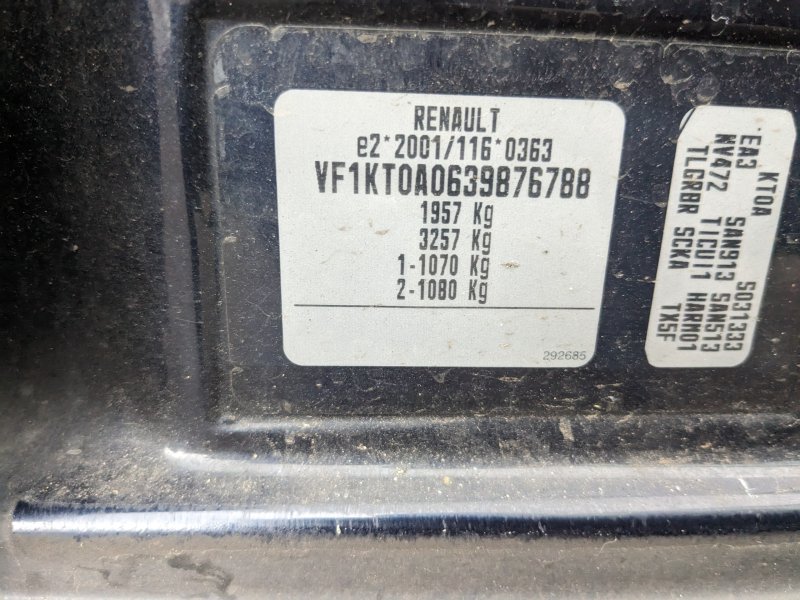 RENAULT
e2*2001/116*0363
VF1KT0A0639876788
1957 Kg
3257 Kg
1-1070 Kg
2-1080 Kg
292685
KTOA S031333
EA3 SAN913 SAN513
NV472 TICU11 HARM01
TLGRBR SCKA TX5F